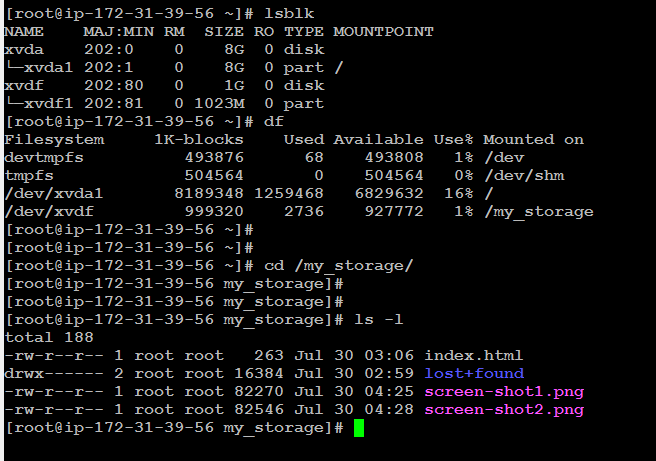 [root@ip-172-31-39-56 ~]# lsblk
NAME    MAJ:MIN RM  SIZE RO TYPE MOUNTPOINT
xvda    202:0    0    8G  0 disk
└─xvda1 202:1    0    8G  0 part /
xvdf    202:80   0    1G  0 disk
└─xvdf1 202:81   0 1023M  0 part
[root@ip-172-31-39-56 ~]# df
Filesystem     1K-blocks    Used Available Use% Mounted on
devtmpfs          493876      68    493808   1% /dev
tmpfs             504564       0    504564   0% /dev/shm
/dev/xvda1       8189348 1259468   6829632  16% /
/dev/xvdf         999320    2736    927772   1% /my_storage
[root@ip-172-31-39-56 ~]#
[root@ip-172-31-39-56 ~]#
[root@ip-172-31-39-56 ~]# cd /my_storage/
[root@ip-172-31-39-56 my_storage]#
[root@ip-172-31-39-56 my_storage]#
[root@ip-172-31-39-56 my_storage]# ls -l
total 188
-rw-r--r-- 1 root root   263 Jul 30 03:06 index.html
drwx------ 2 root root 16384 Jul 30 02:59 lost+found
-rw-r--r-- 1 root root 82270 Jul 30 04:25 screen-shot1.png
-rw-r--r-- 1 root root 82546 Jul 30 04:28 screen-shot2.png
[root@ip-172-31-39-56 my_storage]#